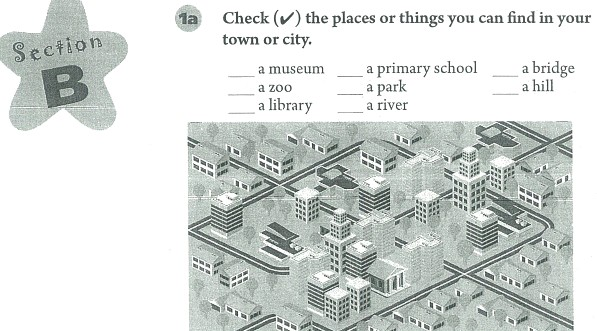 Section
B
1a Check (✔) the places or things you can find in your
town or city.
___ a museum ___ a primary school ___ a bridge
___ a zoo ___ a park ___ a hill
___ a library ___ a river